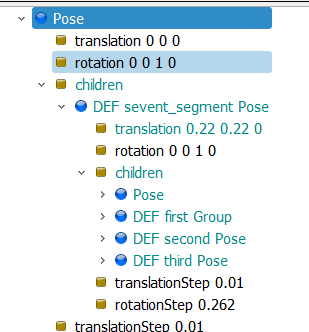 Pose
translation 0 0 0
rotation 0 0 1 0
children
DEF sevent_segment Pose
translation 0.22 0.22 0
rotation 0 0 1 0
children
Pose
DEF first Group
DEF second Pose
DEF third Pose
translationStep 0.01
rotationStep 0.262
translationStep 0.01